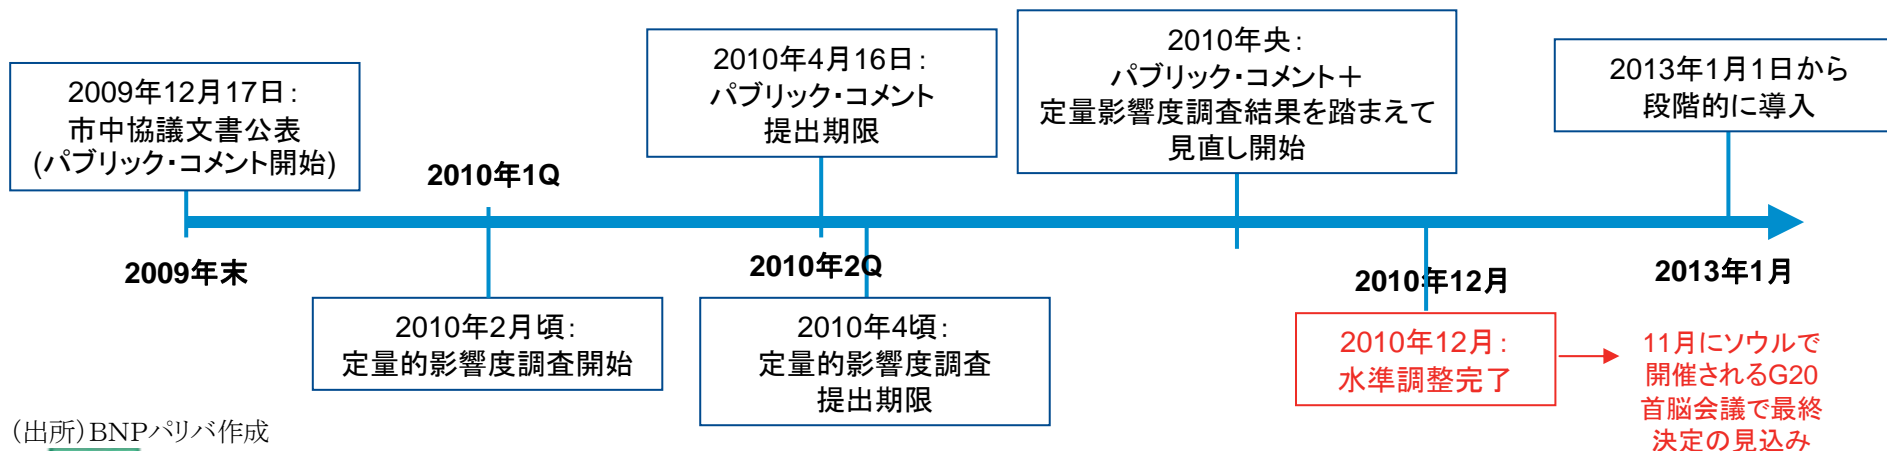 2009年12月17日:
市中協議文書公表
(パブリック・コメント開始)
2010年1Q
2010年4月16日:
パブリック・コメント
提出期限
2010年央:
パブリック・コメント+
定量影響度調査結果を踏まえて
見直し開始
2013年1月1日から
段階的に導入
2009年末
2010年2Q
2010年12月
2013年1月
2010年2月頃:
定量的影響度調査開始
2010年4頃:
定量的影響度調査
提出期限
2010年12月:
水準調整完了
11月にソウルで
開催されるG20
首脳会議で最終
決定の見込み
(出所)BNPパリバ作成